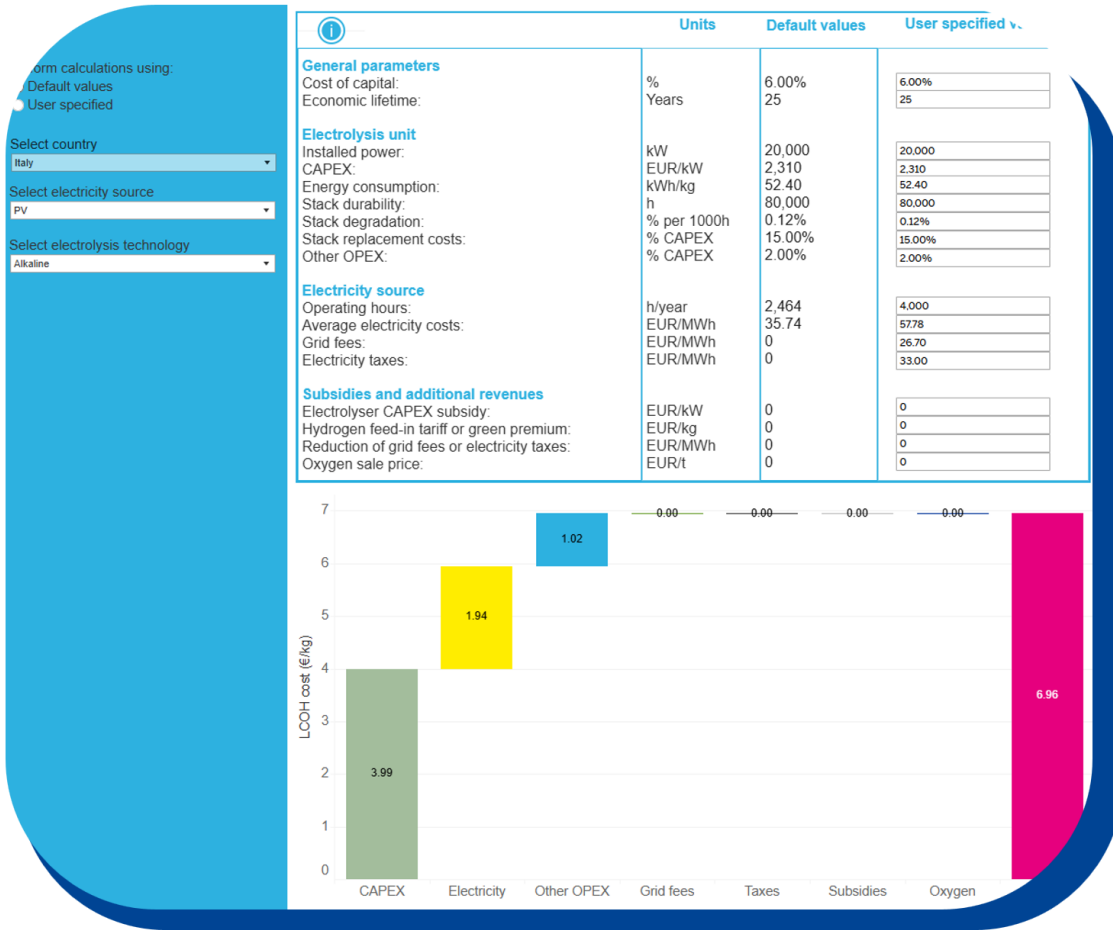 Units Default values User specified
orm calculations using:
Default values
User specified
Select country
Italy
Select electricity source
PV
Select electrolysis technology
Alkaline
General parameters
Cost of capital: % 6.00% 6.00%
Economic lifetime: Years 25 25
Electrolysis unit
Installed power: kW 20,000 20,000
CAPEX: EUR/kW 2,310 2,310
Energy consumption: kWh/kg 52.40 52.40
Stack durability: h 80,000 80,000
Stack degradation: % per 1000h 0.12% 0.12%
Stack replacement costs: % CAPEX 15.00% 15.00%
Other OPEX: % CAPEX 2.00% 2.00%
Electricity source
Operating hours: h/year 2,464 4,000
Average electricity costs: EUR/MWh 35.74 57.78
Grid fees: EUR/MWh 0 26.70
Electricity taxes: EUR/MWh 0 33.00
Subsidies and additional revenues
Electrolyser CAPEX subsidy: EUR/kW 0 0
Hydrogen feed-in tariff or green premium: EUR/kg 0 0
Reduction of grid fees or electricity taxes: EUR/MWh 0 0
Oxygen sale price: EUR/t 0 0
LCOH cost (€/kg)
7
6
5
4
3
2
1
0
3.99
1.94
1.02
0.00
0.00
0.00
0.00
6.96
CAPEX Electricity Other OPEX Grid fees Taxes Subsidies Oxygen